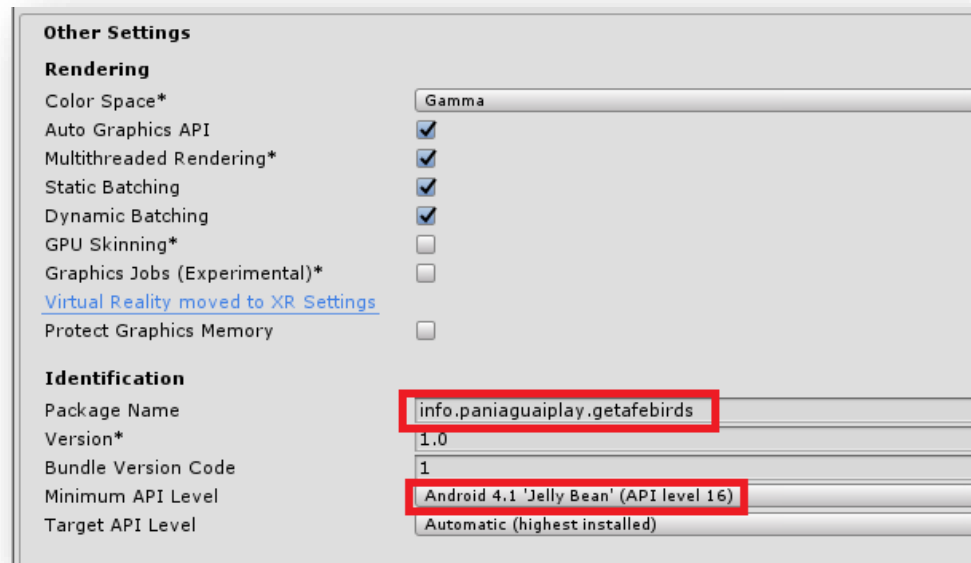 Other Settings
Rendering
Color Space* Gamma
Auto Graphics API
Multithreaded Rendering*
Static Batching
Dynamic Batching
GPU Skinning*
Graphics Jobs (Experimental)*
Virtual Reality moved to XR Settings
Protect Graphics Memory
Identification
Package Name info.paniaguaiplay.getafebirds
Version* 1.0
Bundle Version Code 1
Minimum API Level Android 4.1 'Jelly Bean' (API level 16)
Target API Level Automatic (highest installed)